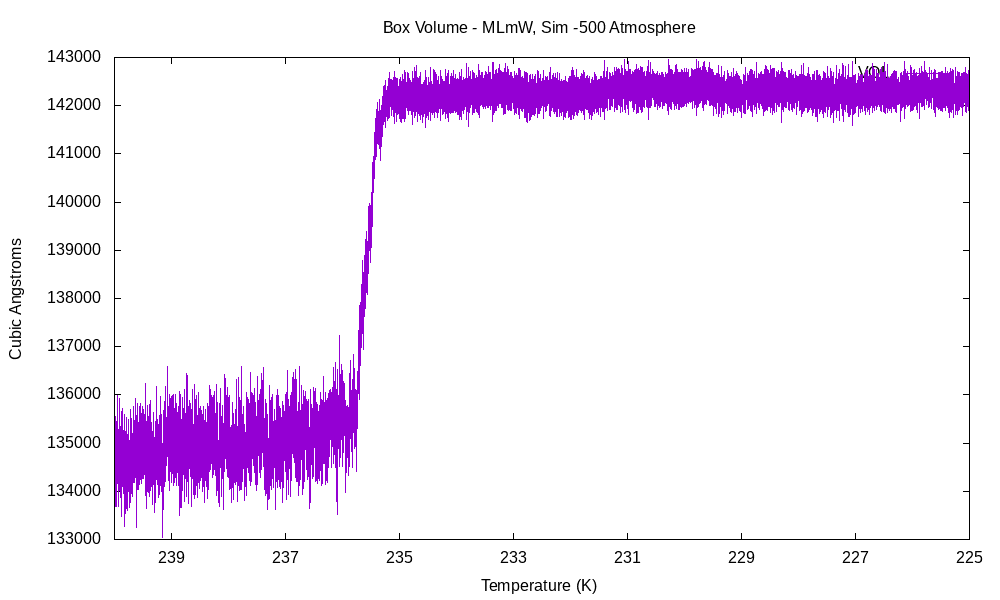 Box Volume - MLmW, Sim -500 Atmosphere
143000
142000
141000
140000
139000
138000
137000
136000
135000
134000
133000
Cubic Angstroms
239 237 235 233 231 229 227 225
Temperature (K)